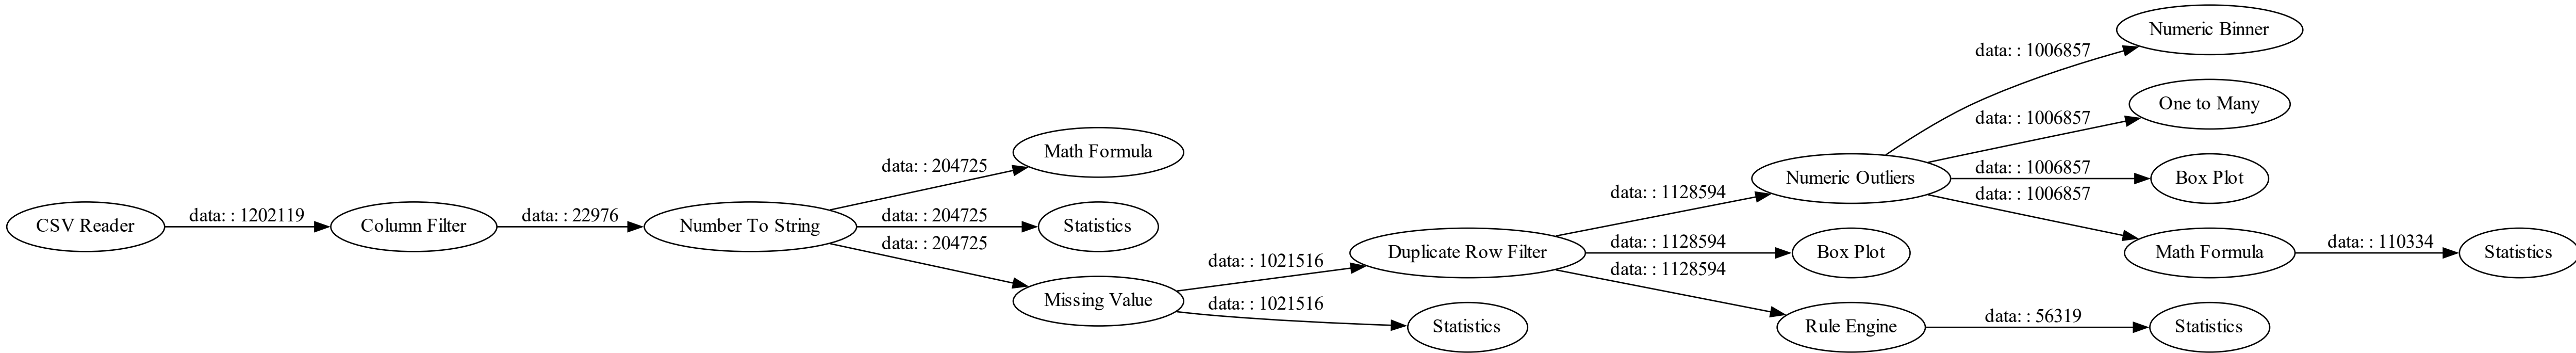 CSV Reader
data: : 1202119
Column Filter
data: : 22976
Number To String
data: : 204725
data: : 204725
data: : 204725
Math Formula
Statistics
Missing Value
data: : 1021516
data: : 1021516
Duplicate Row Filter
Statistics
data: : 1128594
data: : 1128594
data: : 1128594
Numeric Outliers
Box Plot
Rule Engine
data: : 1006857
data: : 1006857
data: : 1006857
data: : 1006857
data: : 56319
Numeric Binner
One to Many
Box Plot
Math Formula
Statistics
data: : 110334
Statistics